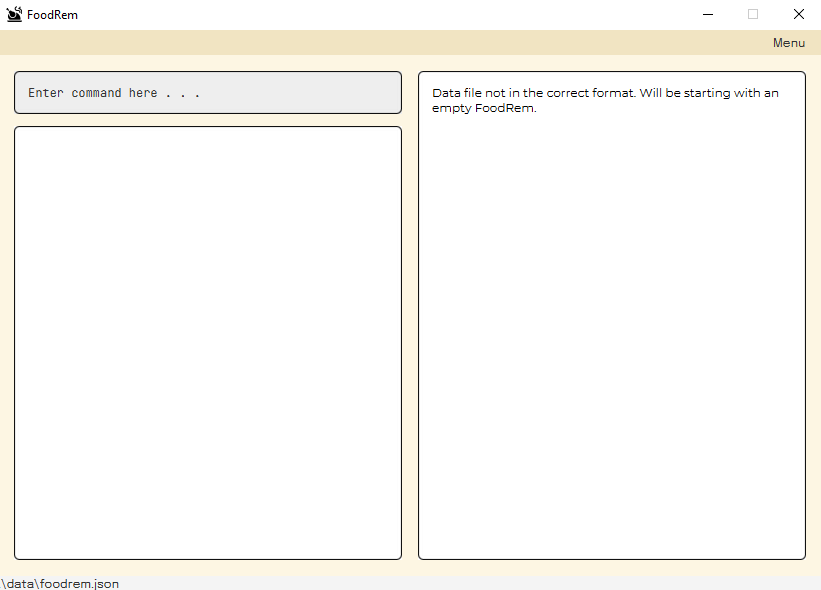 FoodRem
Menu
Enter command here . . .
Data file not in the correct format. Will be starting with an
empty FoodRem.
\data\foodrem.json